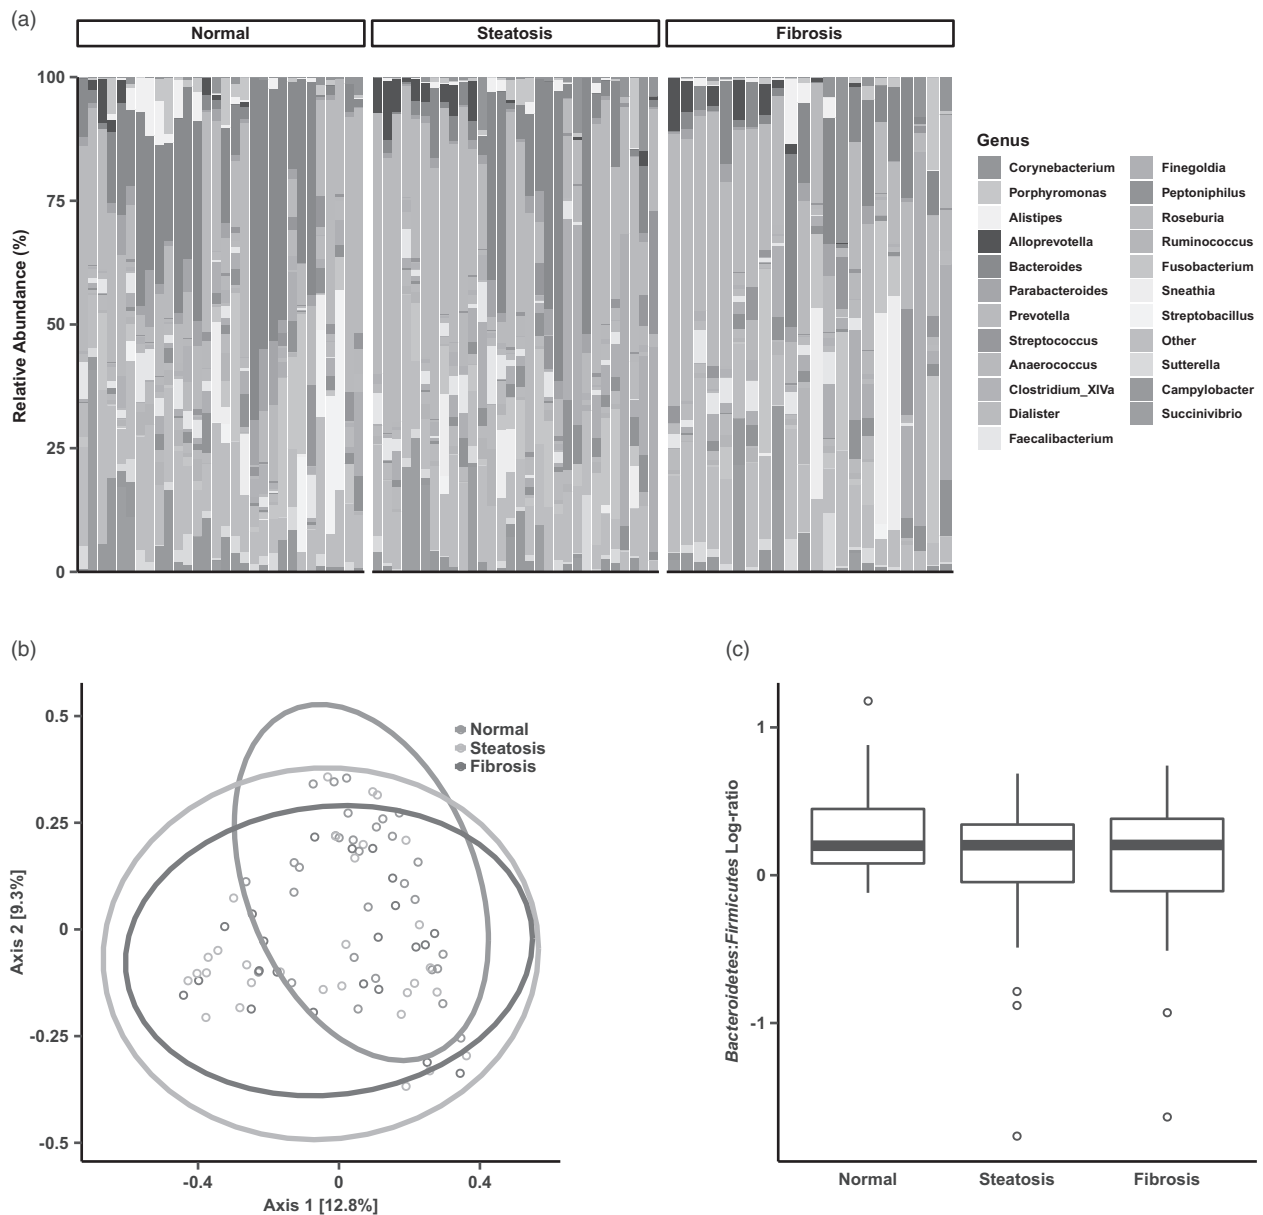 (a)
Normal Steatosis Fibrosis
100
75
50
25
0
Relative Abundance (%)
Genus
Corynebacterium
Porphyromonas
Alistipes
Alloprevotella
Bacteroides
Parabacteroides
Prevotella
Streptococcus
Anaerococcus
Clostridium_XIVa
Dialister
Faecalibacterium
Finegoldia
Peptoniphilus
Roseburia
Ruminococcus
Fusobacterium
Sneathia
Streptobacillus
Other
Sutterella
Campylobacter
Succinivibrio
(b)
0.5
0.25
0
-0.25
-0.5
Axis 2 [9.3%]
Normal
Steatosis
Fibrosis
-0.4 0 0.4
Axis 1 [12.8%]
(c)
1
0
-1
Bacteroidetes:Firmicutes Log-ratio
Normal Steatosis Fibrosis